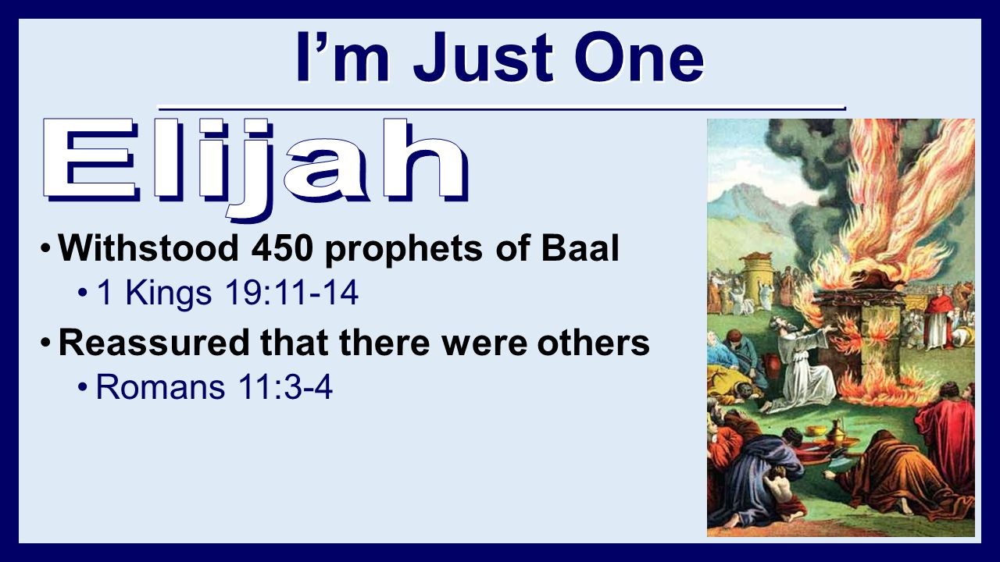 I’m Just One
Elijah
•Withstood 450 prophets of Baal
•1 Kings 19:11-14
•Reassured that there were others
•Romans 11:3-4